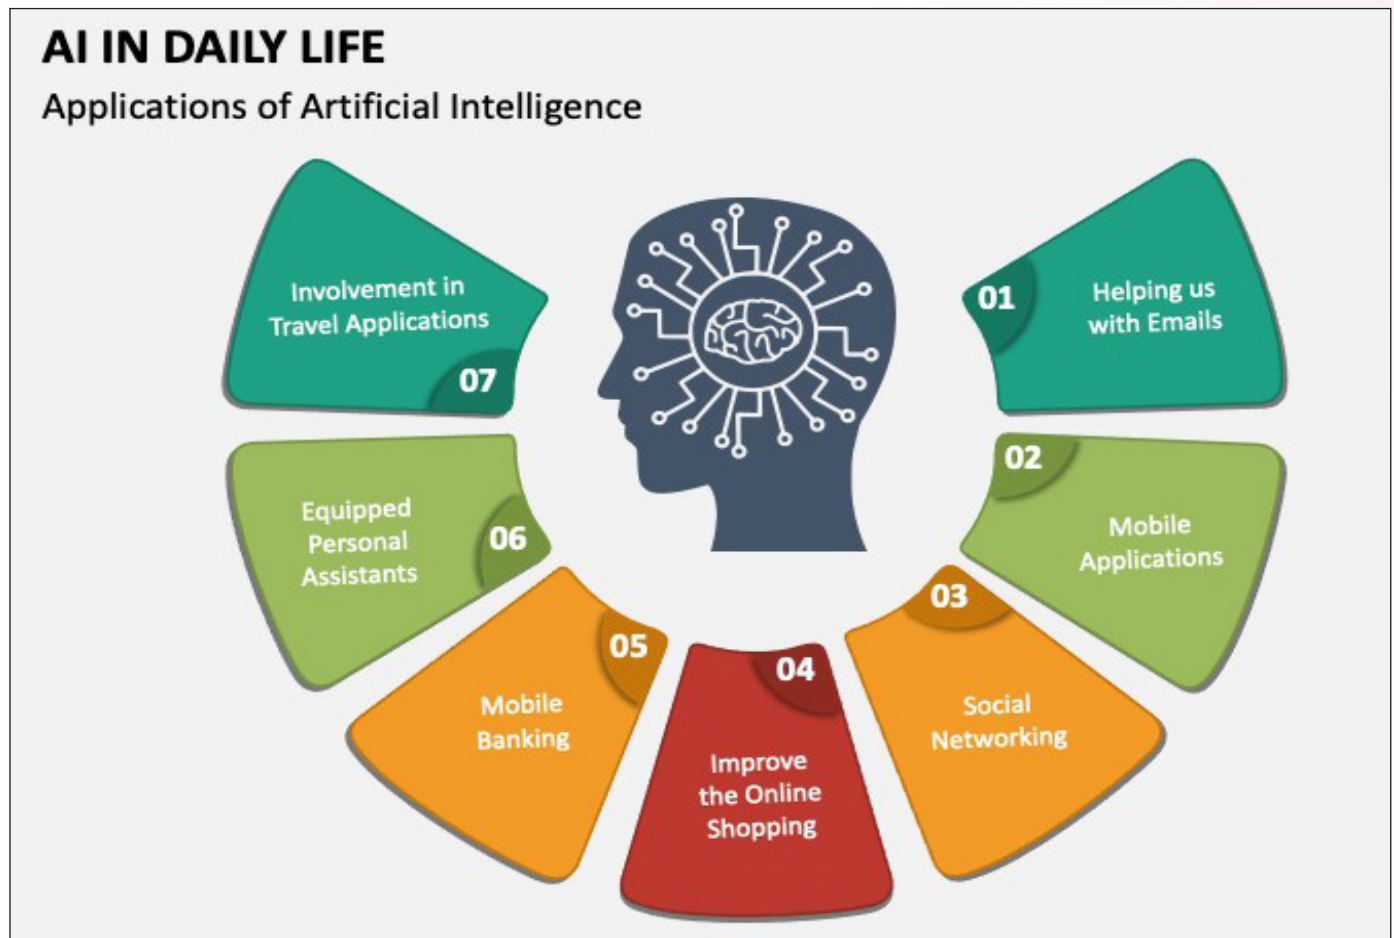 AI IN DAILY LIFE
Applications of Artificial Intelligence
01
Helping us
with Emails
02
Mobile
Applications
03
Social
Networking
04
Improve
the Online
Shopping
05
Mobile
Banking
06
Equipped
Personal
Assistants
07
Involvement in
Travel Applications